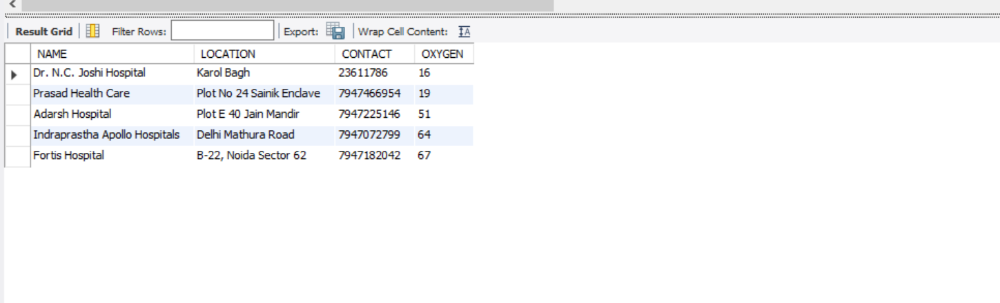 Result Grid Filter Rows: Export: Wrap Cell Content: IA
NAME LOCATION CONTACT OXYGEN
Dr. N.C. Joshi Hospital Karol Bagh 23611786 16
Prasad Health Care Plot No 24 Sainik Enclave 7947466954 19
Adarsh Hospital Plot E 40 Jain Mandir 7947225146 51
Indraprastha Apollo Hospitals Delhi Mathura Road 7947072799 64
Fortis Hospital B-22, Noida Sector 62 7947182042 67